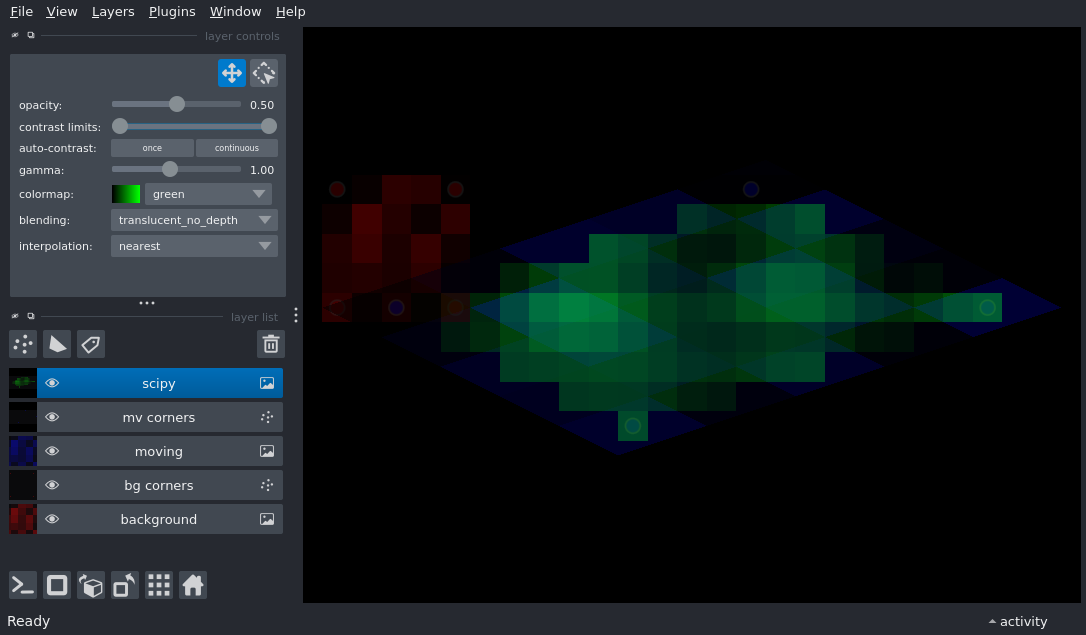 File View Layers Plugins Window Help
layer controls
opacity: 0.50
contrast limits:
auto-contrast: once continuous
gamma: 1.00
colormap: green
blending: translucent_no_depth
interpolation: nearest
layer list
scipy
mv corners
moving
bg corners
background
Ready activity